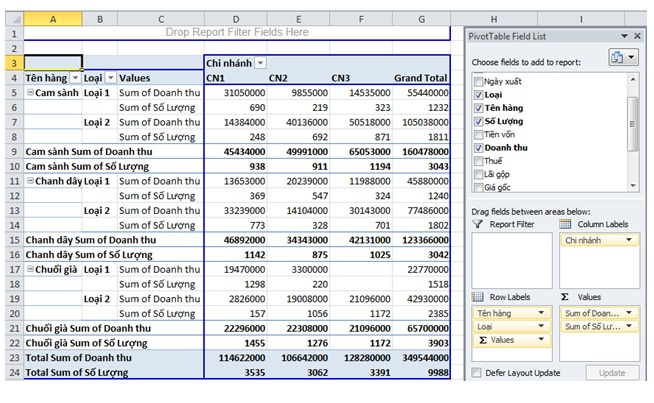 A B C D E F G H I
1 Drop Report Filter Fields Here
2
3 Chi nhánh
4 Tên hàng Loại Values CN1 CN2 CN3 Grand Total
5 Cam sành Loại 1 Sum of Doanh thu 31050000 9855000 14535000 55440000
6 Sum of Số Lượng 690 219 323 1232
7 Loại 2 Sum of Doanh thu 14384000 40136000 50518000 105038000
8 Sum of Số Lượng 248 692 871 1811
9 Cam sành Sum of Doanh thu 45434000 49991000 65053000 160478000
10 Cam sành Sum of Số Lượng 938 911 1194 3043
11 Chanh dây Loại 1 Sum of Doanh thu 13653000 20239000 11988000 45880000
12 Sum of Số Lượng 369 547 324 1240
13 Loại 2 Sum of Doanh thu 33239000 14104000 30143000 77486000
14 Sum of Số Lượng 773 328 701 1802
15 Chanh dây Sum of Doanh thu 46892000 34343000 42131000 123366000
16 Chanh dây Sum of Số Lượng 1142 875 1025 3042
17 Chuối già Loại 1 Sum of Doanh thu 19470000 3300000 22770000
18 Sum of Số Lượng 1298 220 1518
19 Loại 2 Sum of Doanh thu 2826000 19008000 21096000 42930000
20 Sum of Số Lượng 157 1056 1172 2385
21 Chuối già Sum of Doanh thu 22296000 22308000 21096000 65700000
22 Chuối già Sum of Số Lượng 1455 1276 1172 3903
23 Total Sum of Doanh thu 114622000 106642000 128280000 349544000
24 Total Sum of Số Lượng 3535 3062 3391 9988
PivotTable Field List
Choose fields to add to report:
Ngày xuất
Loại
Tên hàng
Số Lượng
Tiền vốn
Doanh thu
Thuế
Lãi gộp
Giá gốc
Drag fields between areas below:
Report Filter Column Labels
Chi nhánh
Row Labels Σ Values
Tên hàng Sum of Doan...
Loại Sum of Số Lư...
Σ Values
Defer Layout Update Update